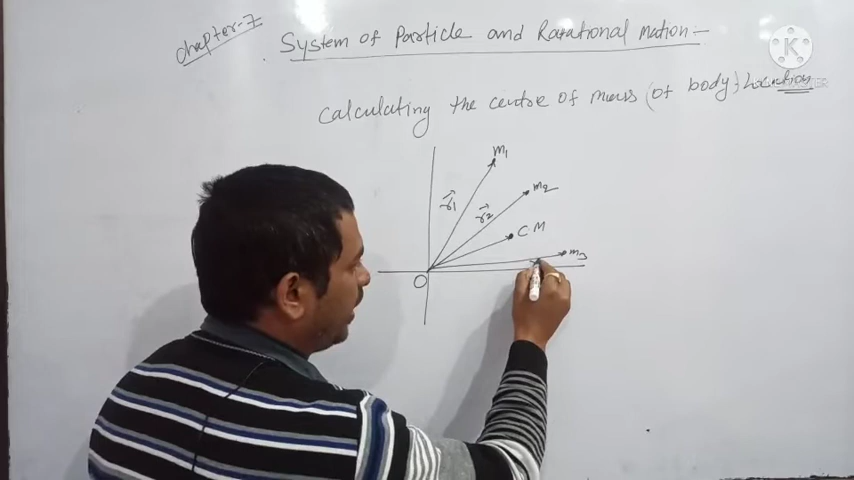 chapter-7
System of Particle and Rotational Motion:-
Calculating the centre of mass (of body):- Location
m1
r1
m2
r2
CM
m3
O
K